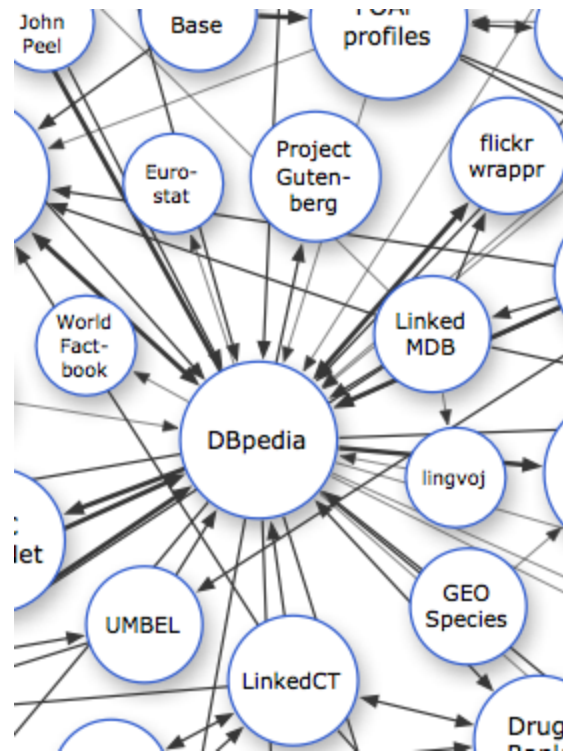 John
Peel
Base
profiles
Euro-
stat
Project
Guten-
berg
flickr
wrappr
World
Fact-
book
Linked
MDB
DBpedia
lingvoj
GEO
Species
UMBEL
LinkedCT
Drug